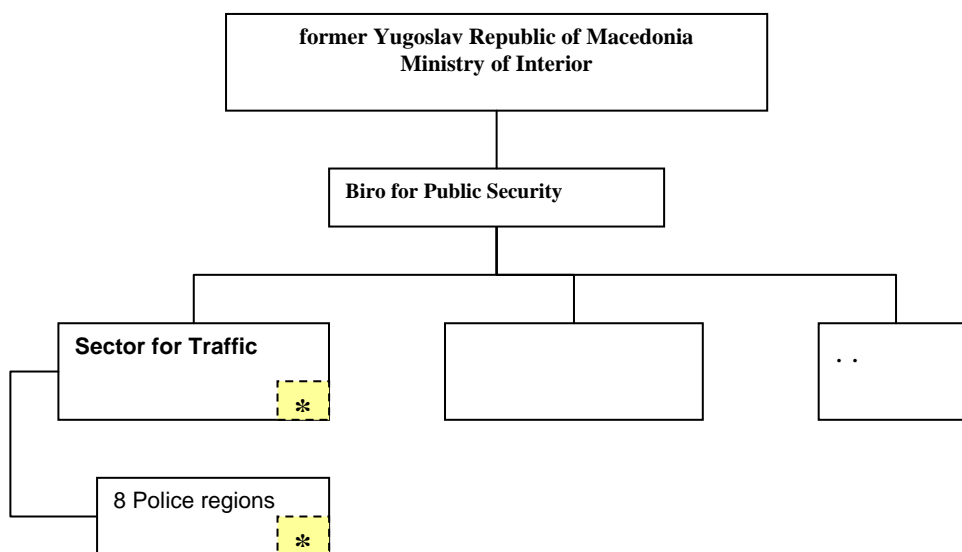 former Yugoslav Republic of Macedonia
Ministry of Interior
Biro for Public Security
Sector for Traffic
*
. .
8 Police regions
*